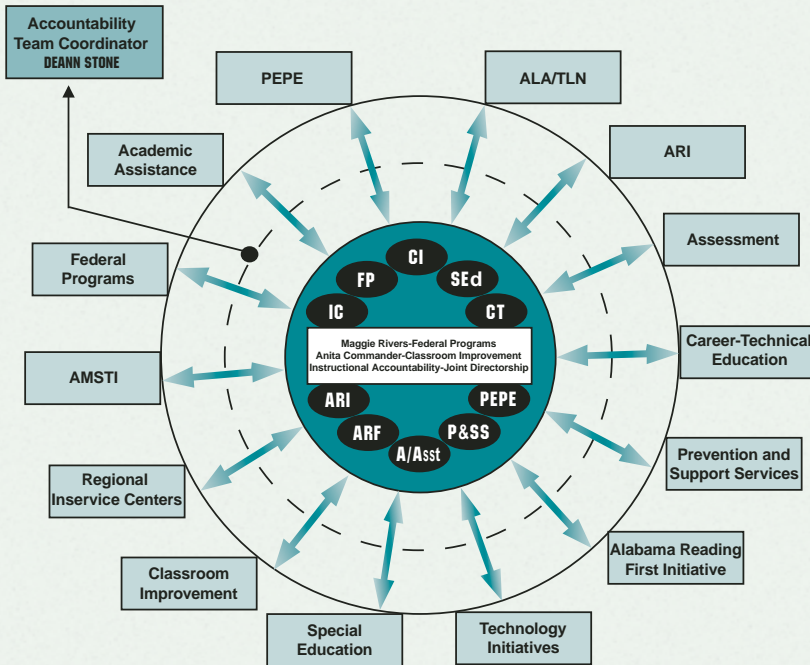 Accountability
Team Coordinator
DEANN STONE
PEPE
ALA/TLN
Academic
Assistance
ARI
Federal
Programs
Assessment
AMSTI
Career-Technical
Education
Regional
Inservice Centers
Prevention and
Support Services
Classroom
Improvement
Alabama Reading
First Initiative
Special
Education
Technology
Initiatives
CI
FP
SEd
IC
CT
Maggie Rivers-Federal Programs
Anita Commander-Classroom Improvement
Instructional Accountability-Joint Directorship
ARI
PEPE
ARF
P&SS
A/Asst